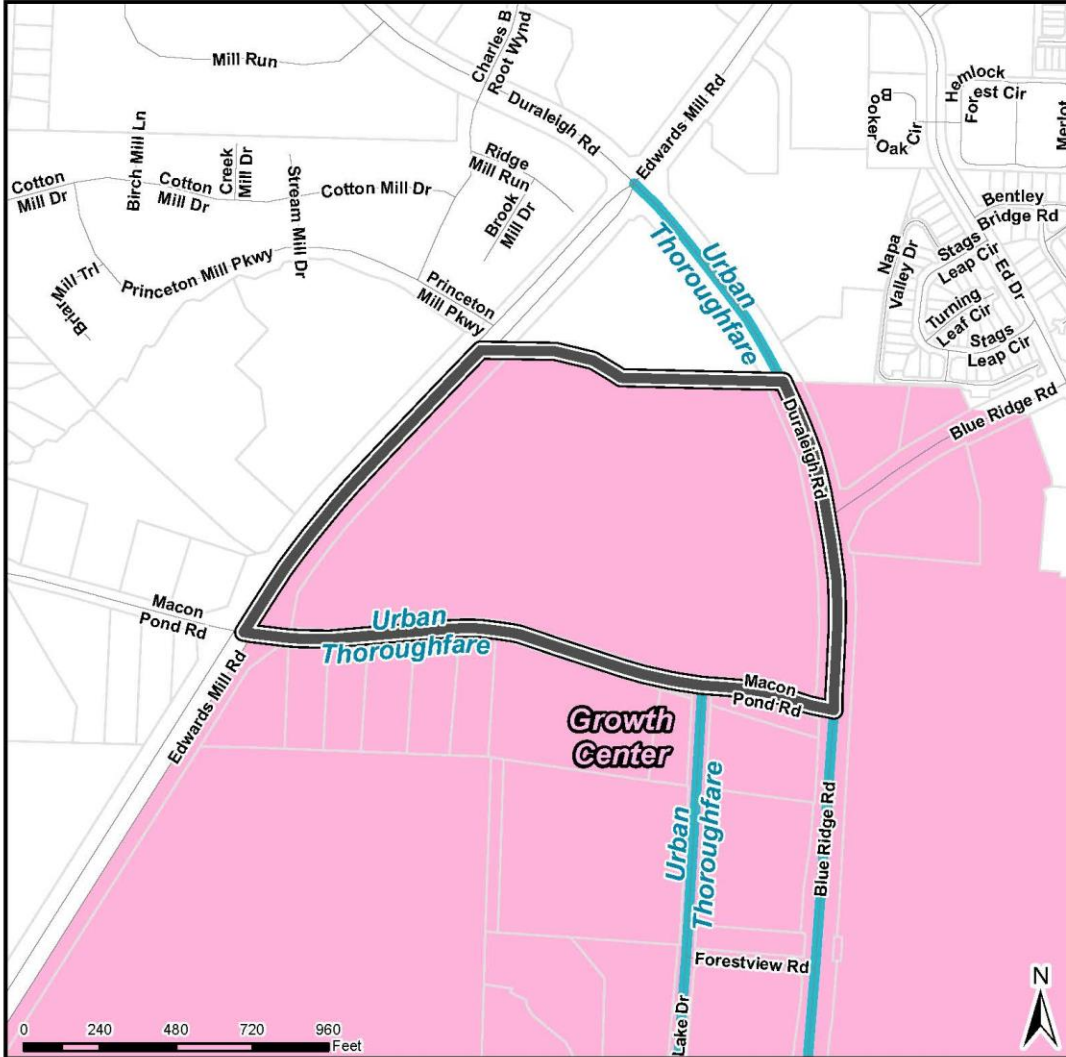 Mill Run
Charles B
Root Wynd
Duraleigh Rd
Edwards Mill Rd
Hemlock
Forest Cir
Booker
Oak Cir
Merlot
Birch Mill Ln
Creek
Mill Dr
Ridge
Mill Run
Cotton
Mill Dr
Cotton
Mill Dr
Stream Mill Dr
Cotton Mill Dr
Brook
Mill Dr
Bentley
Bridge Rd
Napa
Valley Dr
Stags
Leap Cir
Ed Dr
Urban
Thoroughfare
Princeton Mill Pkwy
Briar Mill Trl
Princeton
Mill Pkwy
Turning
Leaf Cir
Stags
Leap Cir
Blue Ridge Rd
Duraleigh Rd
Macon
Pond Rd
Urban
Thoroughfare
Edwards Mill Rd
Macon
Pond Rd
Growth
Center
Urban
Thoroughfare
Blue Ridge Rd
Forestview Rd
Lake Dr
N
0 240 480 720 960
Feet